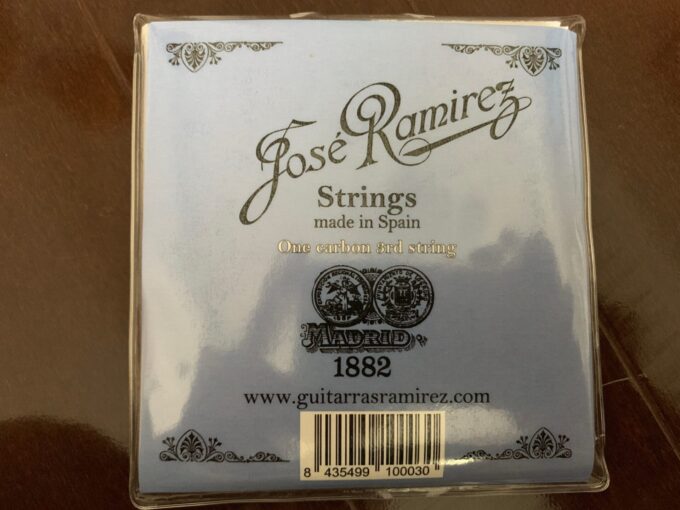 José Ramirez
Strings
made in Spain
One carbon 3rd string
MADRID
1882
www.guitarrasramirez.com
8 435499 100030